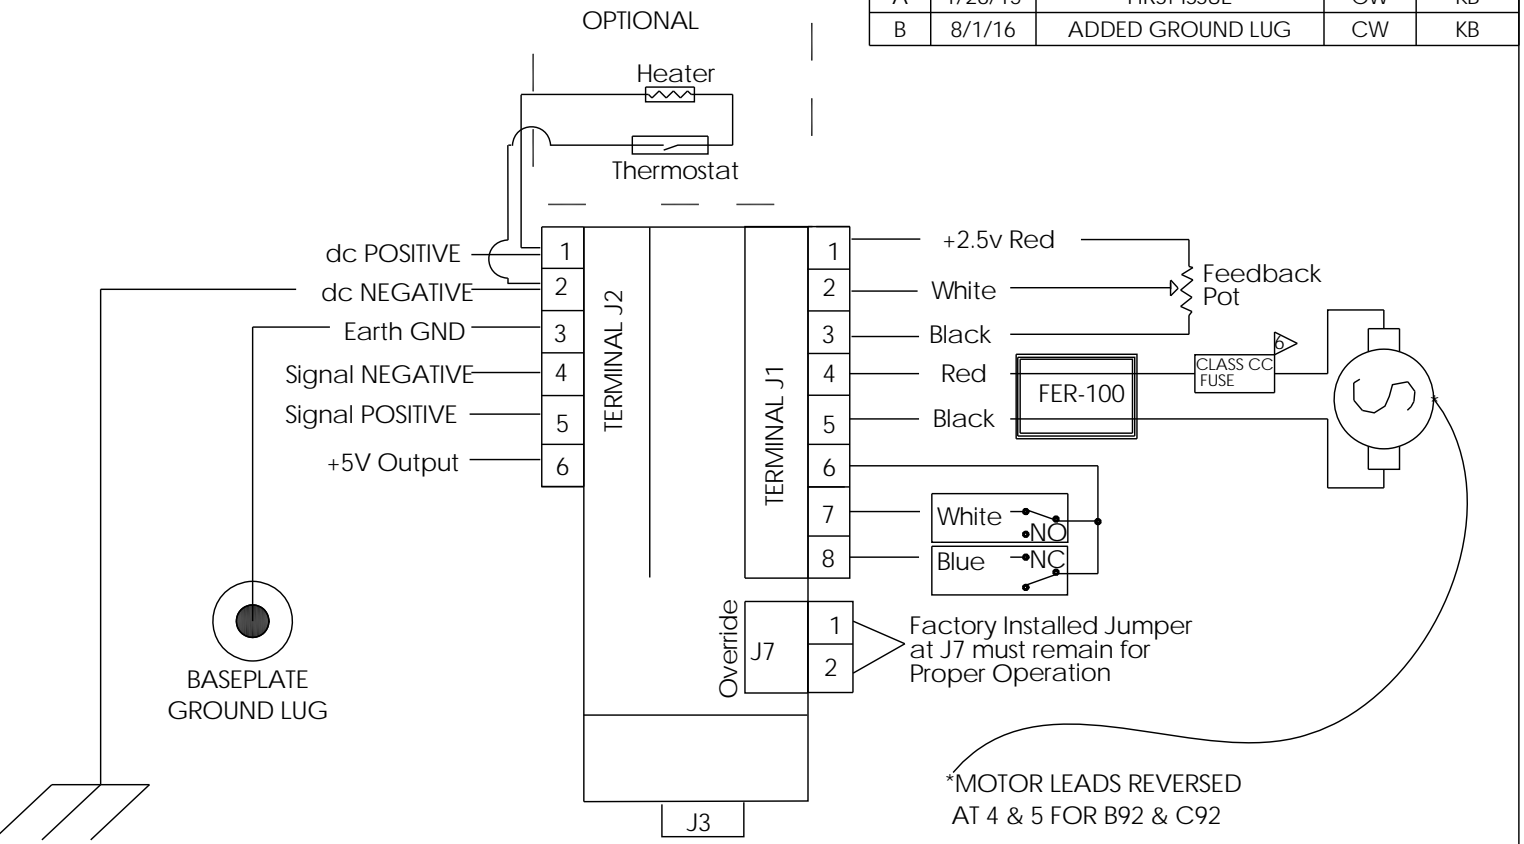 OPTIONAL
B 8/1/16 ADDED GROUND LUG CW KB
Heater
Thermostat
dc POSITIVE
dc NEGATIVE
Earth GND
Signal NEGATIVE
Signal POSITIVE
+5V Output
1
2
3
4
5
6
TERMINAL J2
TERMINAL J1
1
2
3
4
5
6
7
8
+2.5v Red
White
Black
Red
Black
Feedback
Pot
FER-100
CLASS CC
FUSE
6
*
White
NO
Blue
NC
Override
J7
1
2
Factory Installed Jumper
at J7 must remain for
Proper Operation
BASEPLATE
GROUND LUG
*MOTOR LEADS REVERSED
AT 4 & 5 FOR B92 & C92
J3